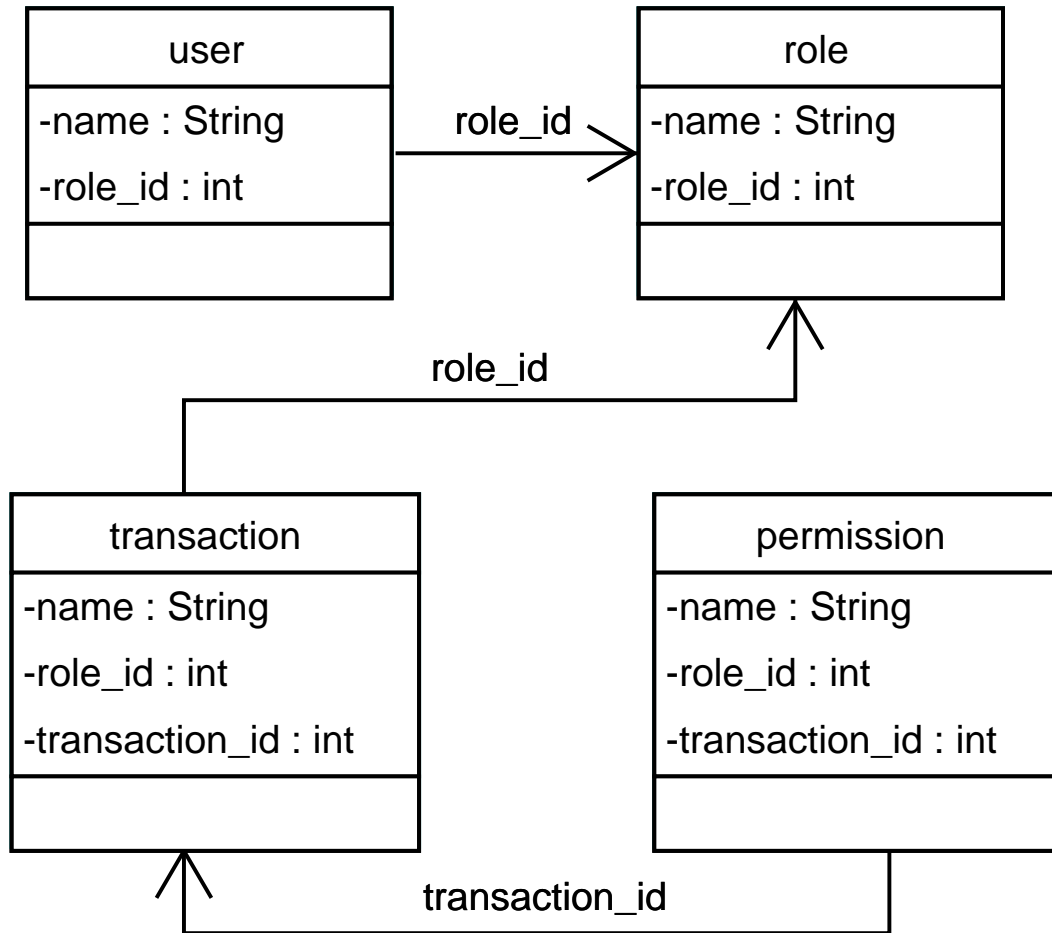 user
-name : String
-role_id : int
role_id
role
-name : String
-role_id : int
role_id
transaction
-name : String
-role_id : int
-transaction_id : int
permission
-name : String
-role_id : int
-transaction_id : int
transaction_id